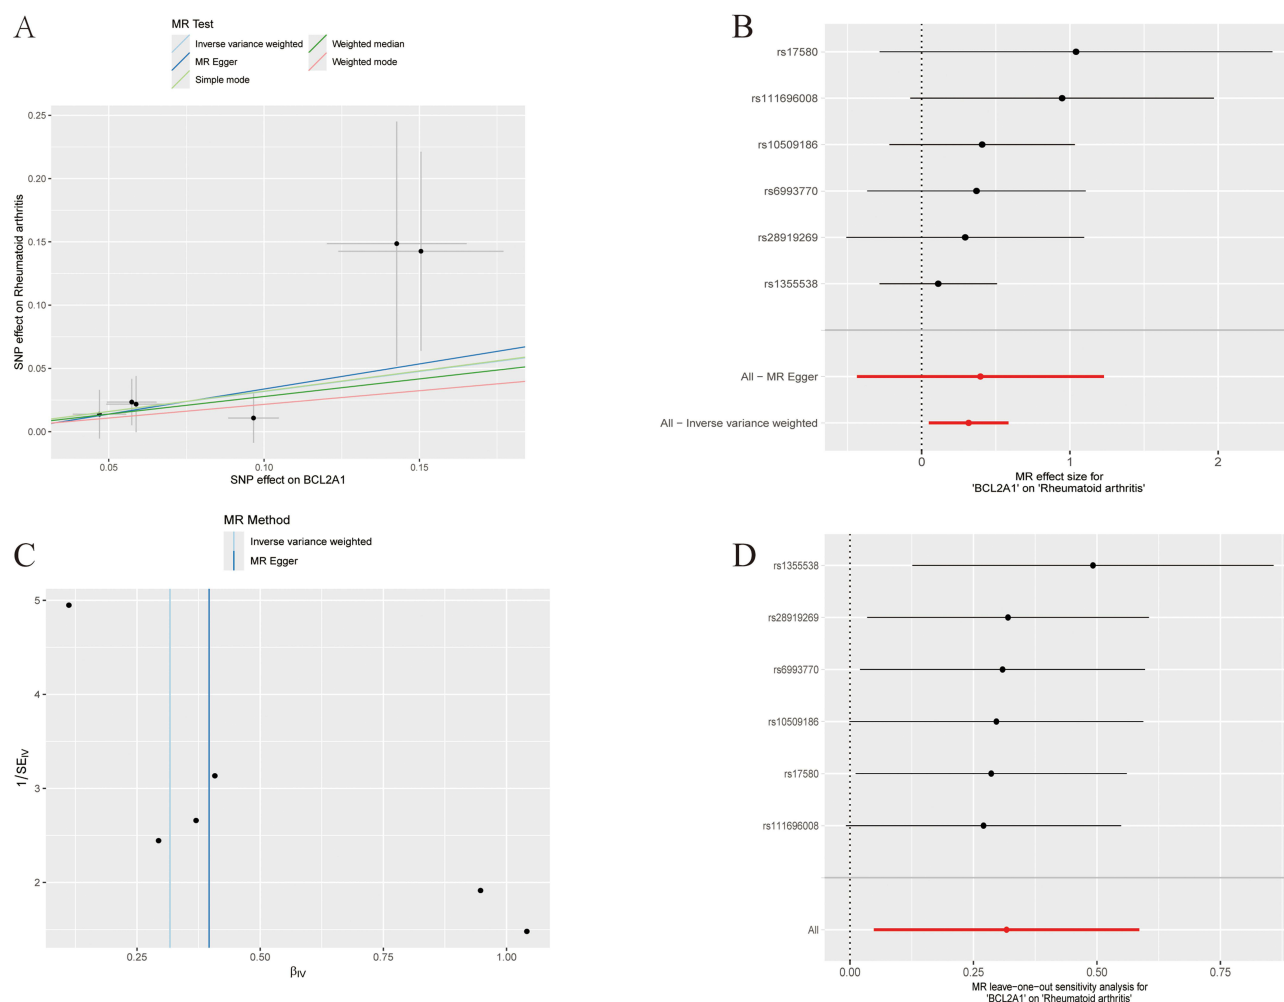 A
MR Test
Inverse variance weighted
Weighted median
MR Egger
Weighted mode
Simple mode
0.25
0.20
0.15
0.10
0.05
0.00
SNP effect on Rheumatoid arthritis
0.05
0.10
0.15
SNP effect on BCL2A1
B
rs17580
rs111696008
rs10509186
rs6993770
rs28919269
rs1355538
All − MR Egger
All − Inverse variance weighted
0
1
2
MR effect size for
'BCL2A1' on 'Rheumatoid arthritis'
C
MR Method
Inverse variance weighted
MR Egger
5
4
3
2
1/SEIV
0.25
0.50
0.75
1.00
βIV
D
rs1355538
rs28919269
rs6993770
rs10509186
rs17580
rs111696008
All
0.00
0.25
0.50
0.75
MR leave−one−out sensitivity analysis for
'BCL2A1' on 'Rheumatoid arthritis'